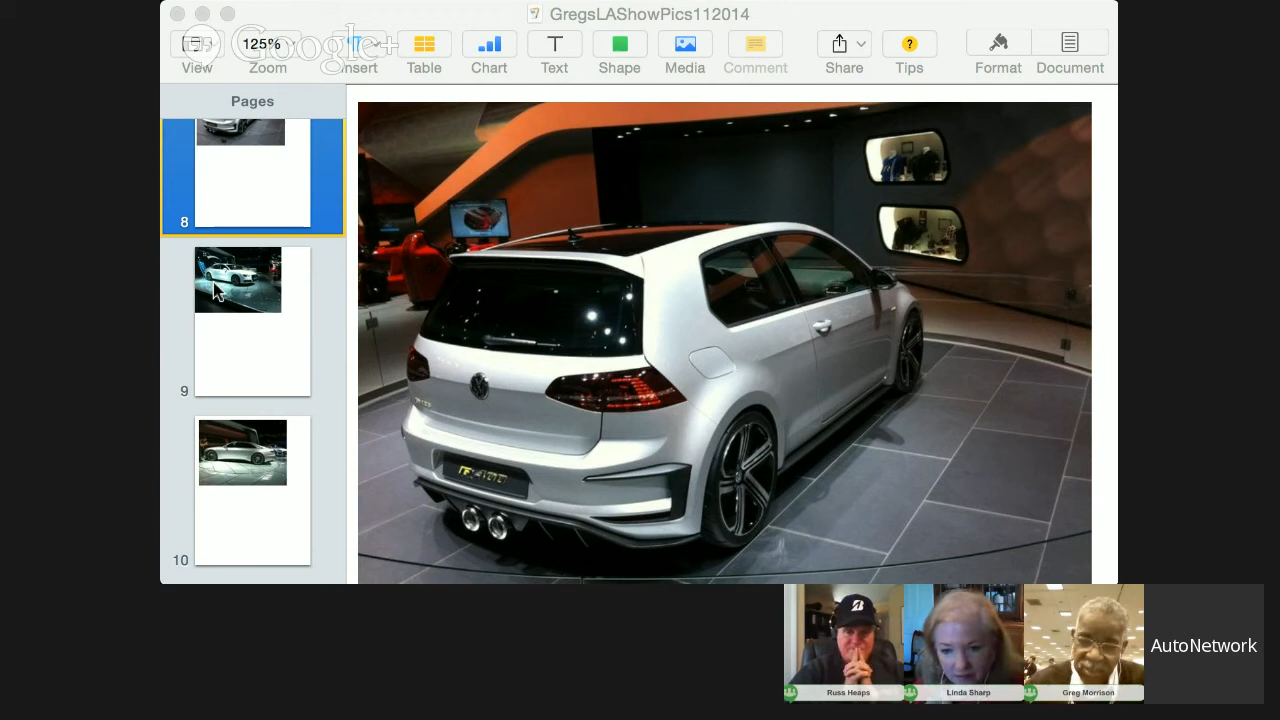 GregsLAShowPics112014
Google+
125%
View
Zoom
Insert
Table
Chart
Text
Shape
Media
Comment
Share
Tips
Format
Document
Pages
8
9
10
Russ Heaps
Linda Sharp
Greg Morrison
AutoNetwork